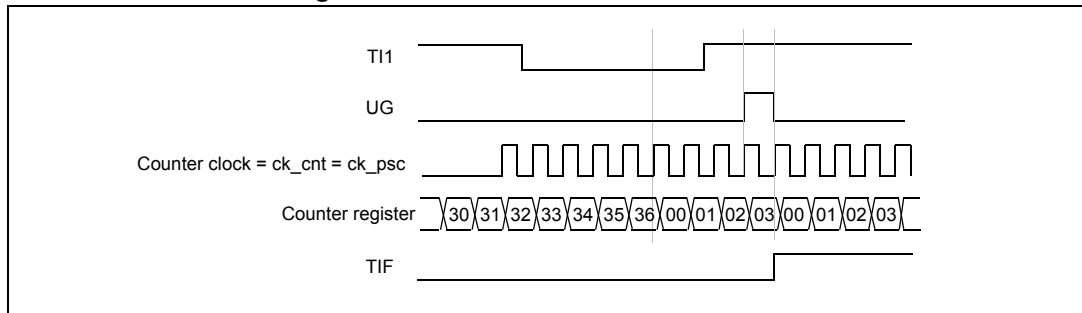 TI1
UG
Counter clock = ck_cnt = ck_psc
Counter register 30 31 32 33 34 35 36 00 01 02 03 00 01 02 03
TIF